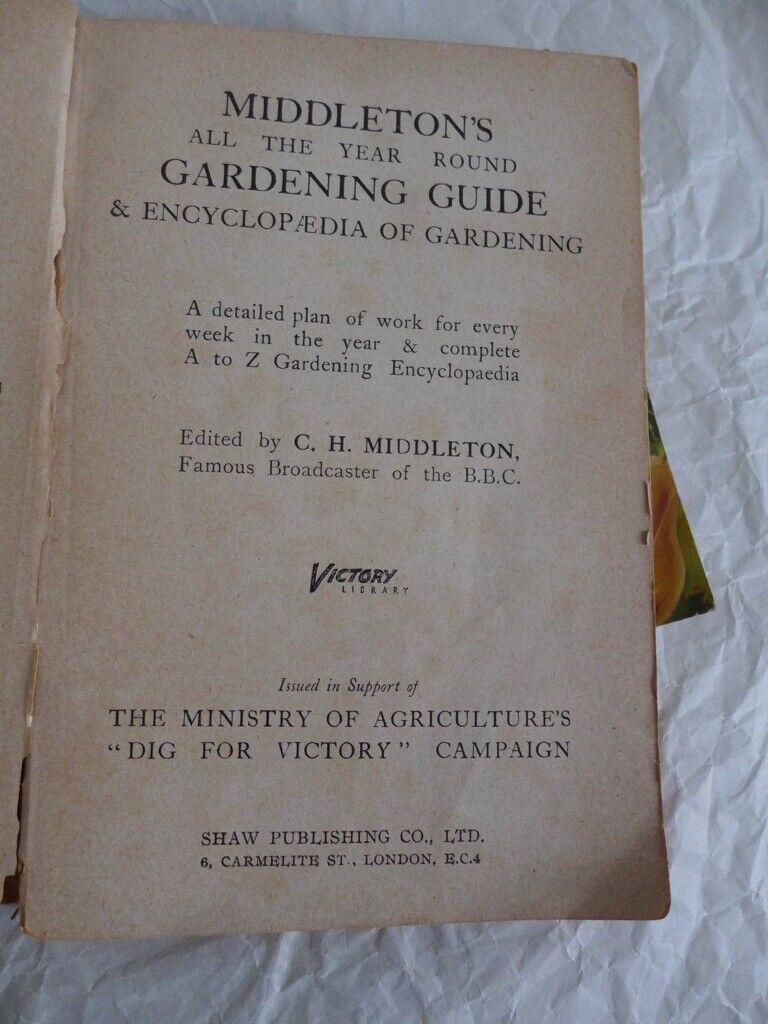 MIDDLETON'S
ALL THE YEAR ROUND
GARDENING GUIDE
& ENCYCLOPÆDIA OF GARDENING
A detailed plan of work for every
week in the year & complete
A to Z Gardening Encyclopaedia
Edited by C. H. MIDDLETON,
Famous Broadcaster of the B.B.C.
VICTORY
LIBRARY
Issued in Support of
THE MINISTRY OF AGRICULTURE'S
"DIG FOR VICTORY" CAMPAIGN
SHAW PUBLISHING CO., LTD.
6, CARMELITE ST., LONDON, E.C.4